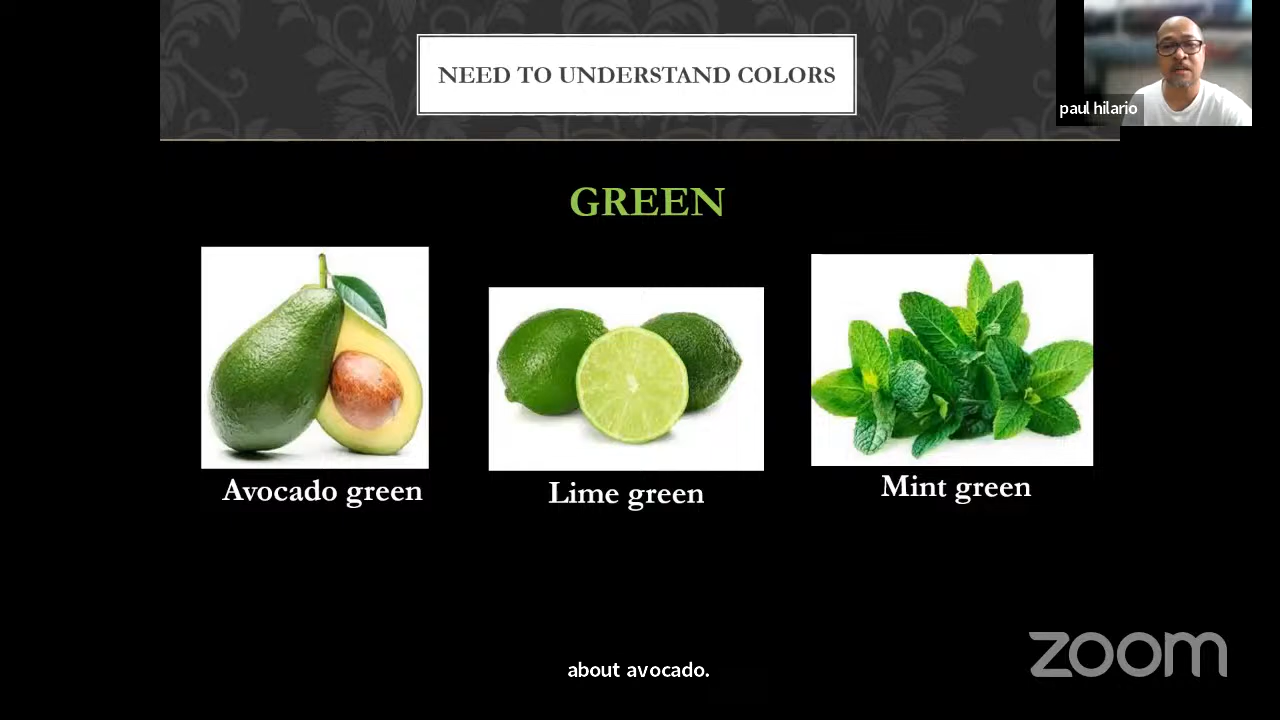 NEED TO UNDERSTAND COLORS
paul hilario
GREEN
Avocado green
Lime green
Mint green
about avocado.
zoom